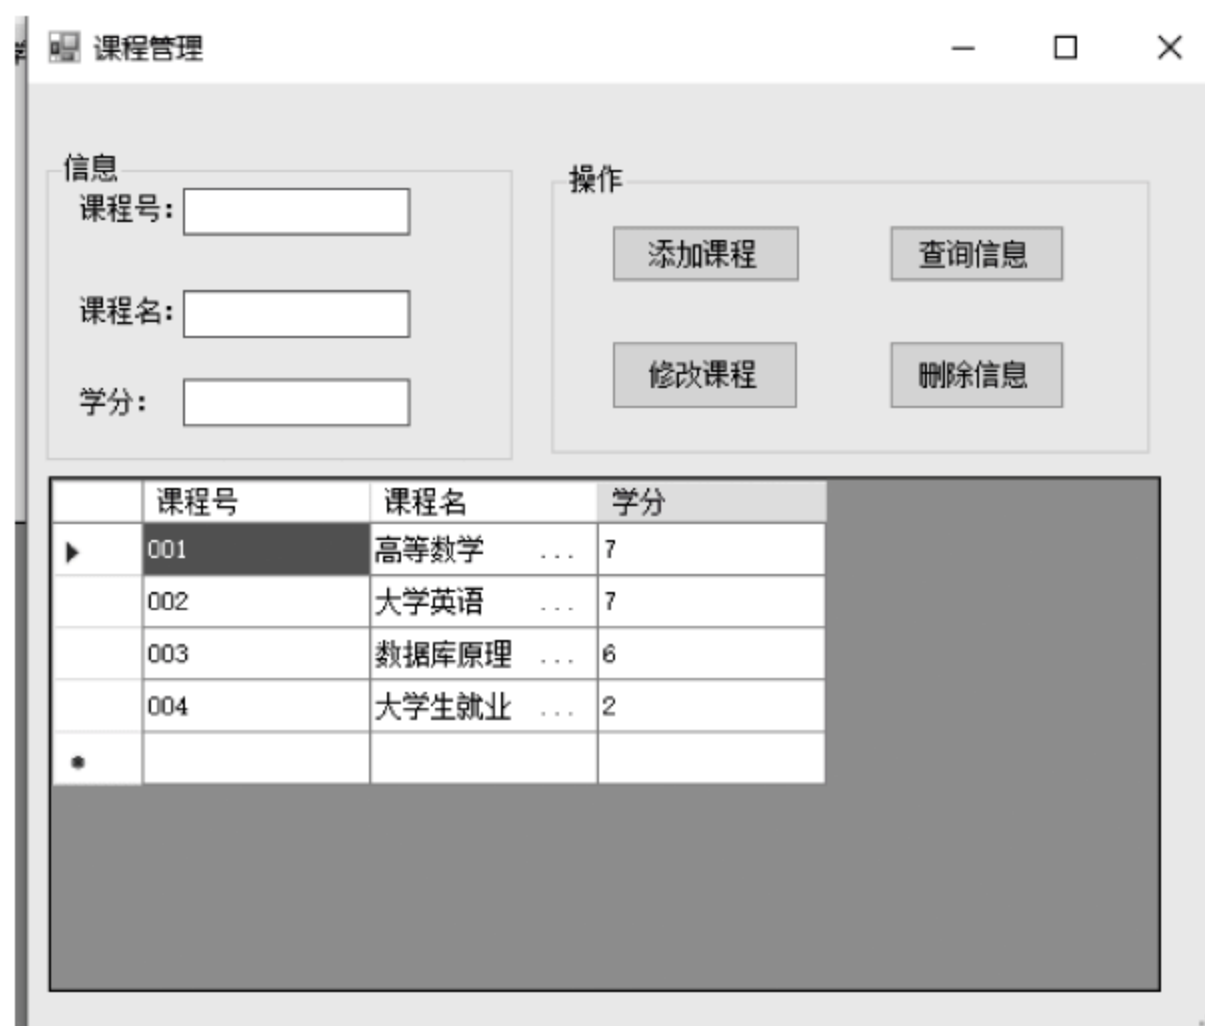 课程管理
信息
课程号:
课程名:
学分:
操作
添加课程 查询信息
修改课程 删除信息
课程号 课程名 学分
001 高等数学 ... 7
002 大学英语 ... 7
003 数据库原理 ... 6
004 大学生就业 ... 2